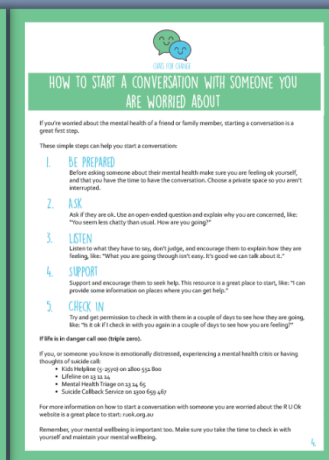 CHATS FOR CHANGE
HOW TO START A CONVERSATION WITH SOMEONE YOU
ARE WORRIED ABOUT
If you're worried about the mental health of a friend or family member, starting a conversation is a
great first step.
These simple steps can help you start a conversation:
1. BE PREPARED
Before asking someone about their mental health make sure you are feeling ok yourself,
and that you have the time to have the conversation. Choose a private space so you aren't
interrupted.
2. ASK
Ask if they are ok. Use an open-ended question and explain why you are concerned, like:
"You seem less chatty than usual. How are you going?"
3. LISTEN
Listen to what they have to say, don't judge, and encourage them to explain how they are
feeling, like: "What you are going through isn't easy. It's good we can talk about it."
4. SUPPORT
Support and encourage them to seek help. This resource is a great place to start, like: "I can
provide some information on places where you can get help."
5. CHECK IN
Try and get permission to check in with them in a couple of days to see how they are going,
like: "Is it ok if I check in with you again in a couple of days to see how you are feeling?"
If life is in danger call 000 (triple zero).
If you, or someone you know is emotionally distressed, experiencing a mental health crisis or having
thoughts of suicide call:
• Kids Helpline (5-25yo) on 1800 551 800
• Lifeline on 13 11 14
• Mental Health Triage on 13 14 65
• Suicide Callback Service on 1300 659 467
For more information on how to start a conversation with someone you are worried about the R U Ok
website is a great place to start: ruok.org.au
Remember, your mental wellbeing is important too. Make sure you take the time to check in with
yourself and maintain your mental wellbeing.
4